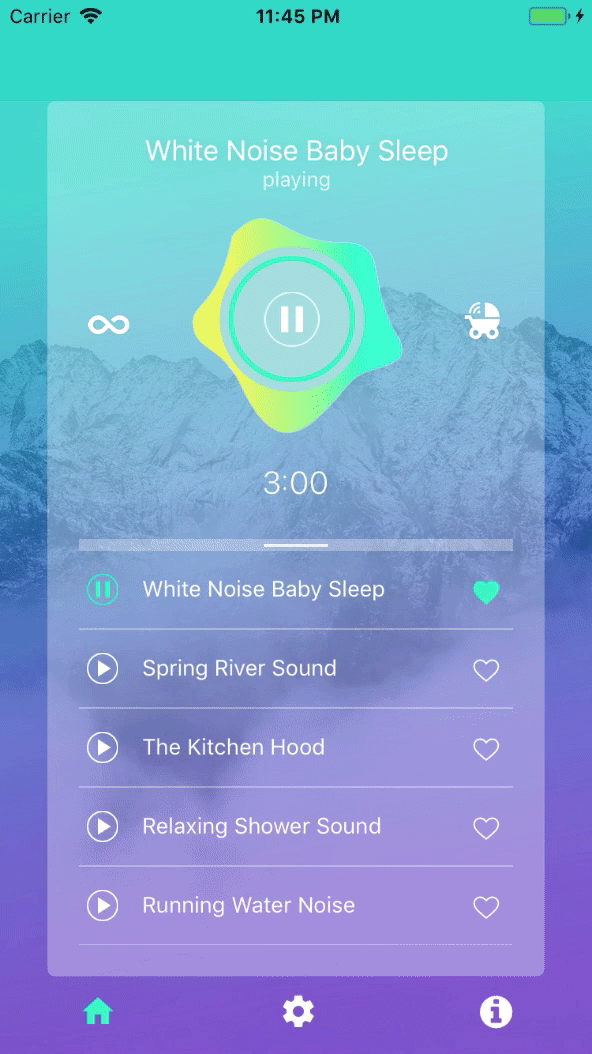 Carrier
11:45 PM
White Noise Baby Sleep
playing
3:00
White Noise Baby Sleep
Spring River Sound
The Kitchen Hood
Relaxing Shower Sound
Running Water Noise